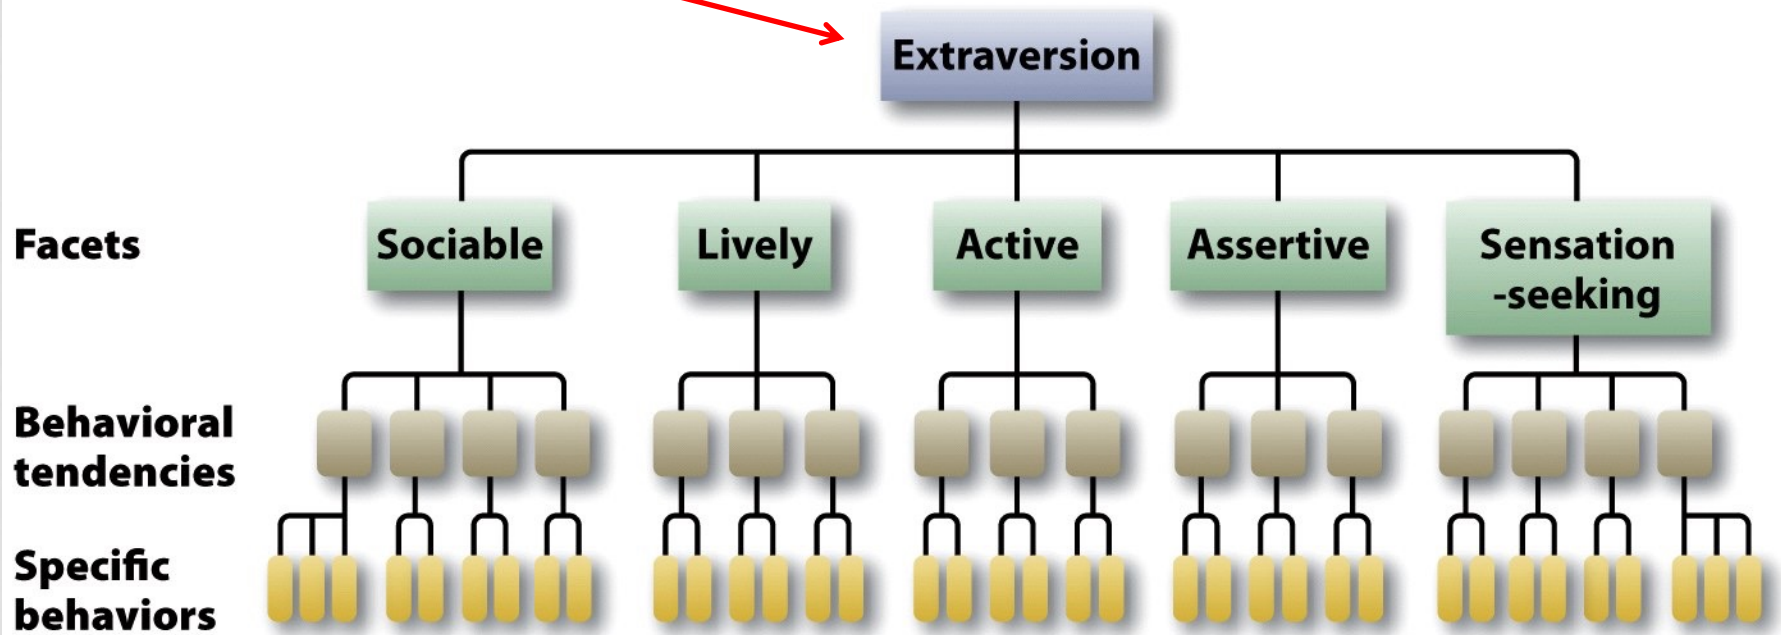 Extraversion
Facets
Sociable
Lively
Active
Assertive
Sensation
-seeking
Behavioral
tendencies
Specific
behaviors